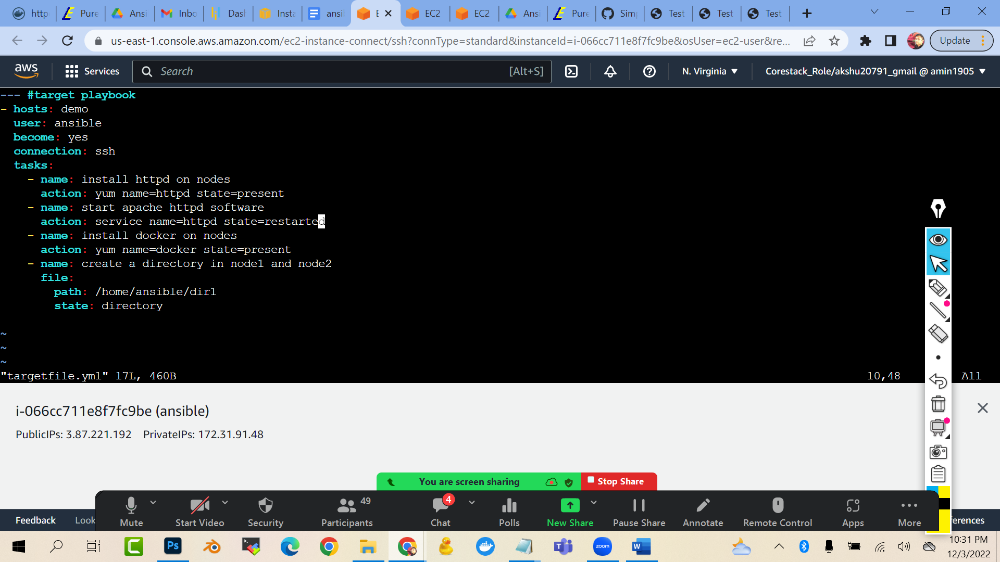 http
Pure
Ansi
Inbo
Dash
Insta
ansil
E
EC2
EC2
Ansi
Pure
Sim
Test
Test
Test
us-east-1.console.aws.amazon.com/ec2-instance-connect/ssh?connType=standard&instanceId=i-066cc711e8f7fc9be&osUser=ec2-user&re...
Update
aws
Services
Search
[Alt+S]
N. Virginia
Corestack_Role/akshu20791_gmail @ amin1905
--- #target playbook
- hosts: demo
  user: ansible
  become: yes
  connection: ssh
  tasks:
    - name: install httpd on nodes
      action: yum name=httpd state=present
    - name: start apache httpd software
      action: service name=httpd state=restarted
    - name: install docker on nodes
      action: yum name=docker state=present
    - name: create a directory in node1 and node2
      file:
        path: /home/ansible/dir1
        state: directory
~
~
~
"targetfile.yml" 17L, 460B
10,48
All
i-066cc711e8f7fc9be (ansible)
PublicIPs: 3.87.221.192 PrivateIPs: 172.31.91.48
You are screen sharing
Stop Share
49
4
Mute
Start Video
Security
Participants
Chat
Polls
New Share
Pause Share
Annotate
Remote Control
Apps
More
Feedback
Look
erences
Ps
zoom
W
10:31 PM
12/3/2022